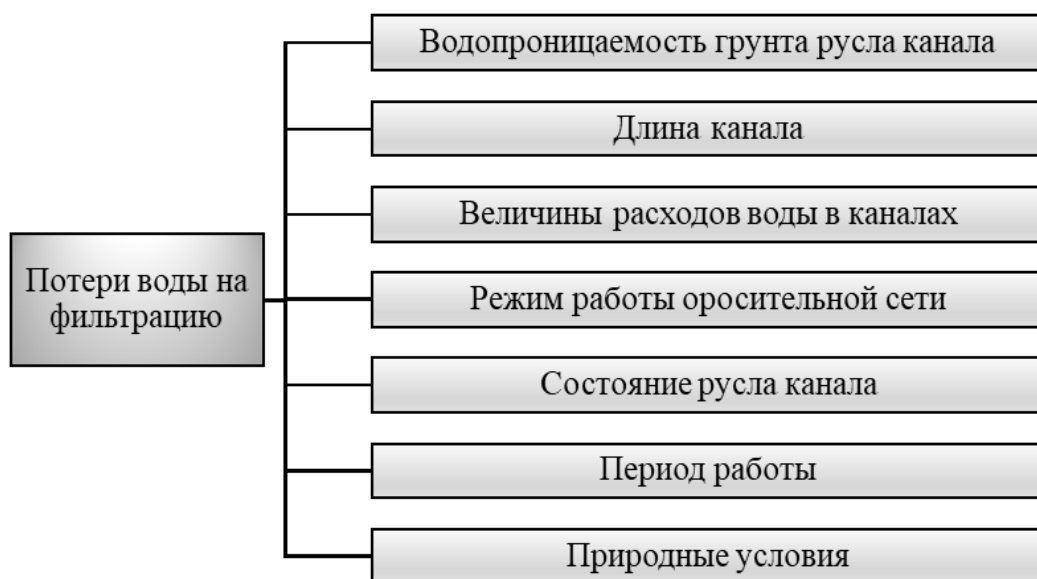 Водопроницаемость грунта русла канала
Длина канала
Величины расходов воды в каналах
Потери воды на
фильтрацию
Режим работы оросительной сети
Состояние русла канала
Период работы
Природные условия